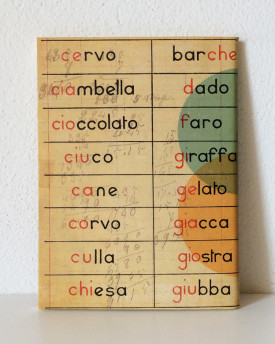 cervo
ciambella
cioccolato
ciuco
cane
corvo
culla
chiesa
barche
dado
faro
giraffa
gelato
giacca
giostra
giubba